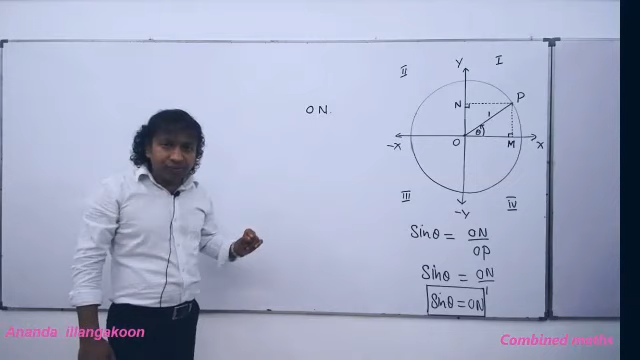 ON.
II
I
Y
N
P
1
θ
-X
O
M
X
III
IV
-Y
Sinθ = ON/OP
Sinθ = ON/1
Sinθ = ON
Ananda illangakoon
Combined maths